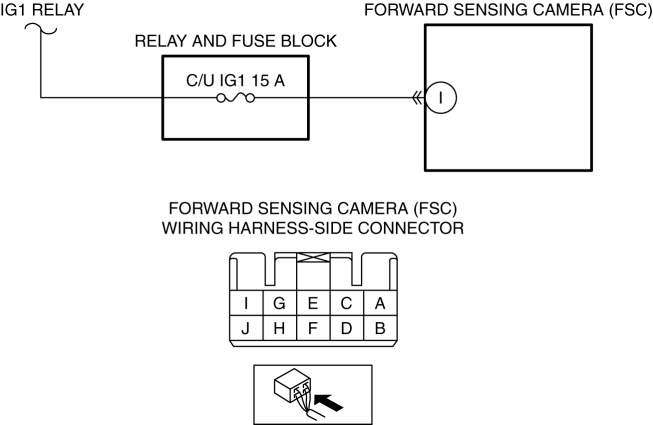 IG1 RELAY
FORWARD SENSING CAMERA (FSC)
RELAY AND FUSE BLOCK
C/U IG1 15 A
I
FORWARD SENSING CAMERA (FSC)
WIRING HARNESS-SIDE CONNECTOR
I G E C A
J H F D B